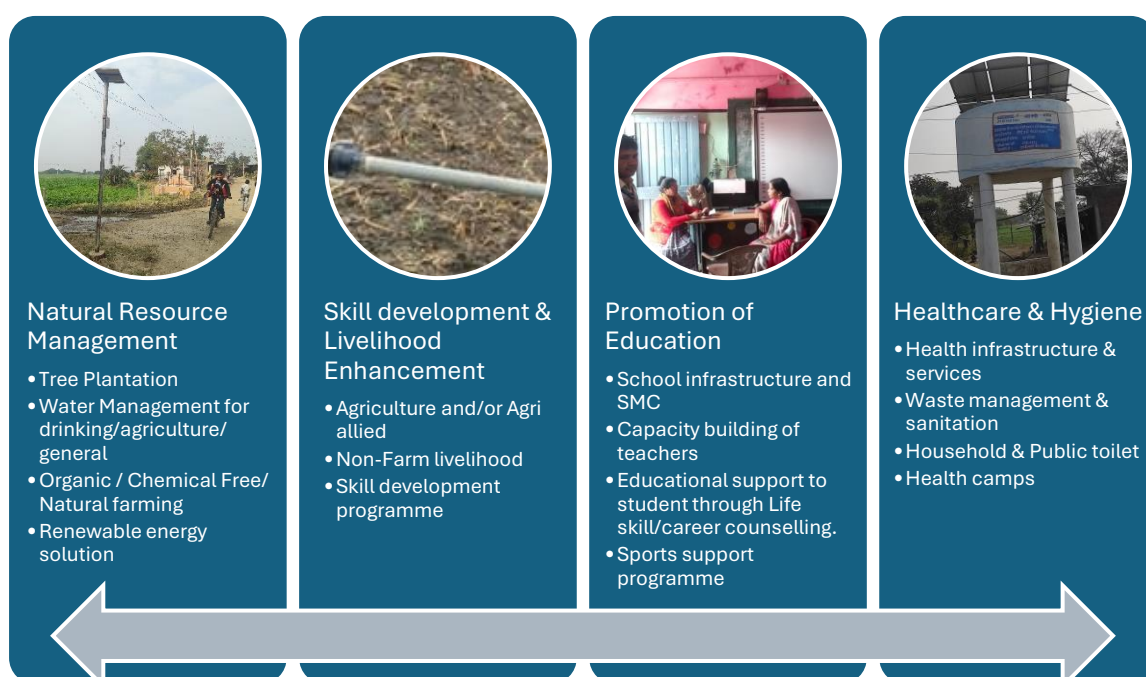 Natural Resource
Management
•Tree Plantation
•Water Management for
drinking/agriculture/
general
•Organic / Chemical Free/
Natural farming
•Renewable energy
solution
Skill development &
Livelihood
Enhancement
•Agriculture and/or Agri
allied
•Non-Farm livelihood
•Skill development
programme
Promotion of
Education
•School infrastructure and
SMC
•Capacity building of
teachers
•Educational support to
student through Life
skill/career counselling.
•Sports support
programme
Healthcare & Hygiene
•Health infrastructure &
services
•Waste management &
sanitation
•Household & Public toilet
•Health camps